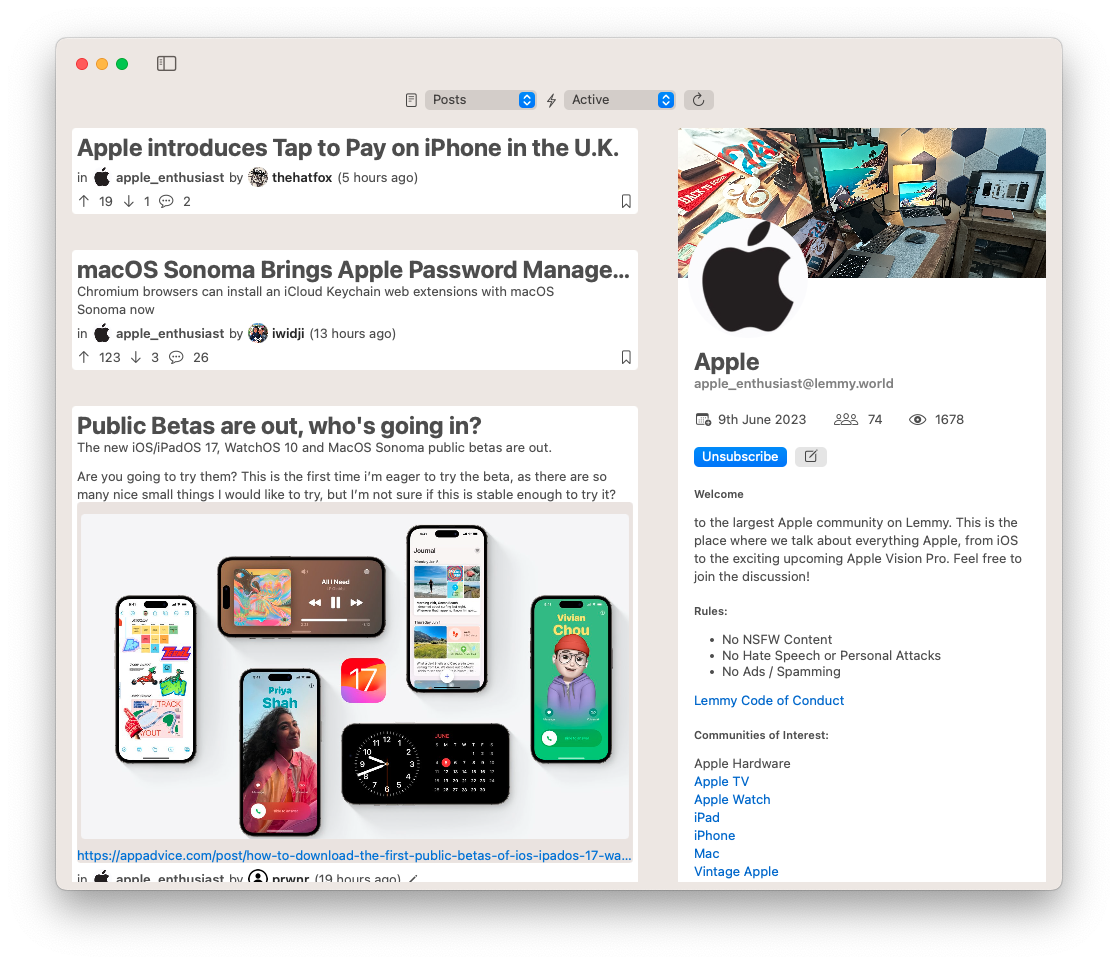 Posts
Active
Apple introduces Tap to Pay on iPhone in the U.K.
in apple_enthusiast by thehatfox (5 hours ago)
19 1 2
macOS Sonoma Brings Apple Password Manage...
Chromium browsers can install an iCloud Keychain web extensions with macOS
Sonoma now
in apple_enthusiast by iwidji (13 hours ago)
123 3 26
Public Betas are out, who's going in?
The new iOS/iPadOS 17, WatchOS 10 and MacOS Sonoma public betas are out.
Are you going to try them? This is the first time i'm eager to try the beta, as there are so
many nice small things I would like to try, but I'm not sure if this is stable enough to try it?
All I Need
Journal
Vivian
Chou
Priya
Shah
17
JUNE
TRACK
https://appadvice.com/post/how-to-download-the-first-public-betas-of-ios-ipados-17-wa...
in apple_enthusiast by prwnr (19 hours ago)
BACK TO SCHOOL
26
Apple
apple_enthusiast@lemmy.world
9th June 2023 74 1678
Unsubscribe
Welcome
to the largest Apple community on Lemmy. This is the
place where we talk about everything Apple, from iOS
to the exciting upcoming Apple Vision Pro. Feel free to
join the discussion!
Rules:
• No NSFW Content
• No Hate Speech or Personal Attacks
• No Ads / Spamming
Lemmy Code of Conduct
Communities of Interest:
Apple Hardware
Apple TV
Apple Watch
iPad
iPhone
Mac
Vintage Apple